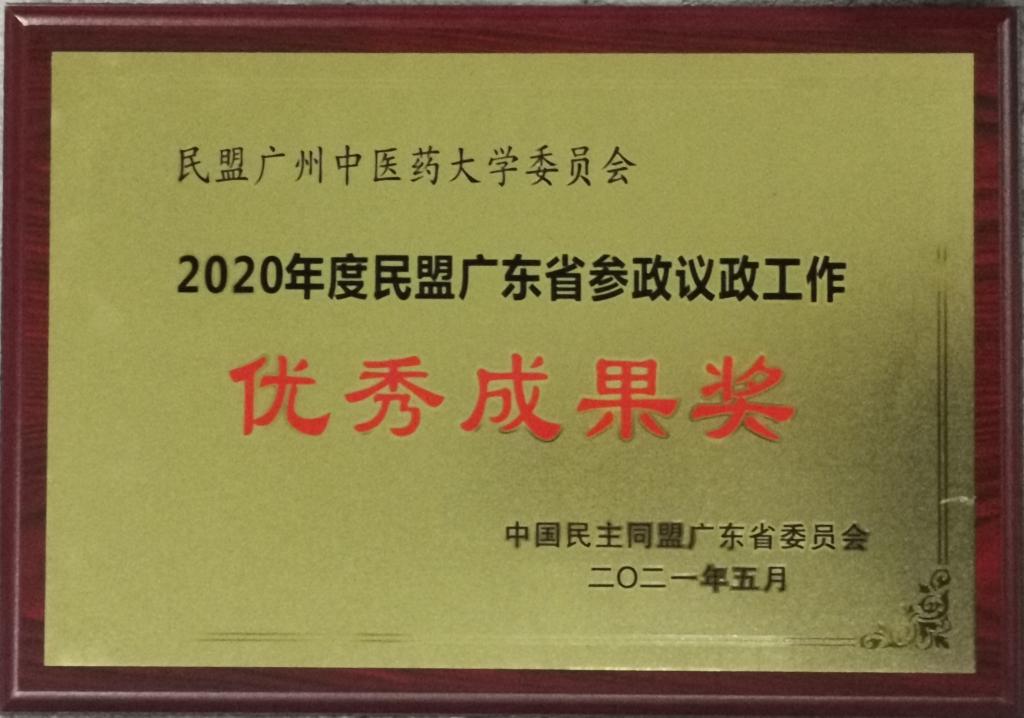 民盟广州中医药大学委员会
2020年度民盟广东省参政议政工作
优秀成果奖
中国民主同盟广东省委员会
二〇二一年五月